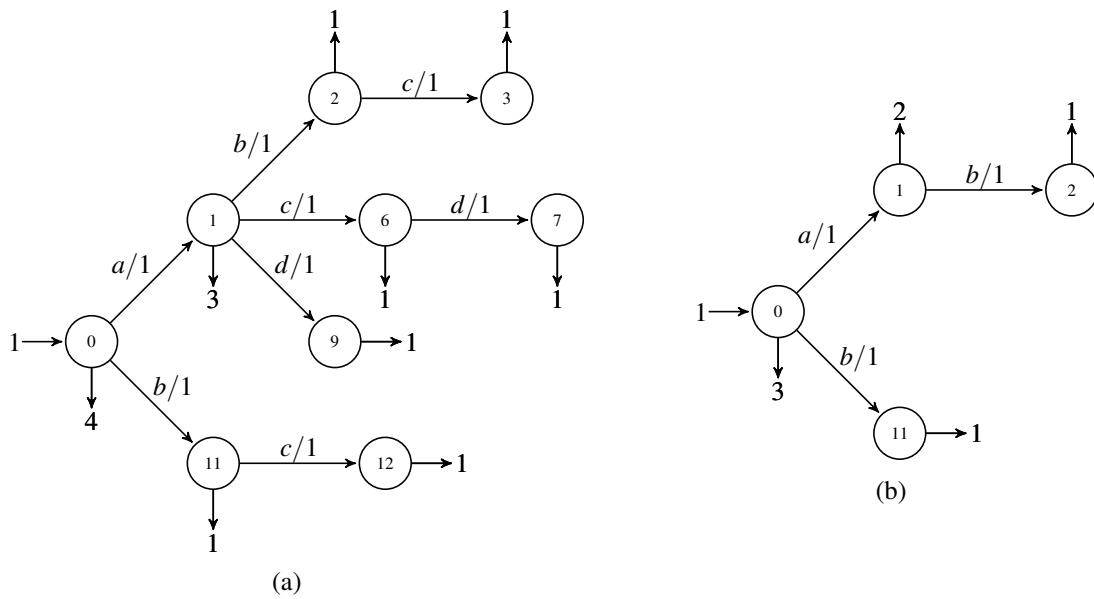 1 1
2 c/1 3
b/1
1 c/1 6 d/1 7
a/1 d/1
3 1 1
1 0 9 1
4 b/1
11 c/1 12 1
1
(a)
2 1
1 b/1 2
a/1
1 0
3 b/1
11 1
(b)